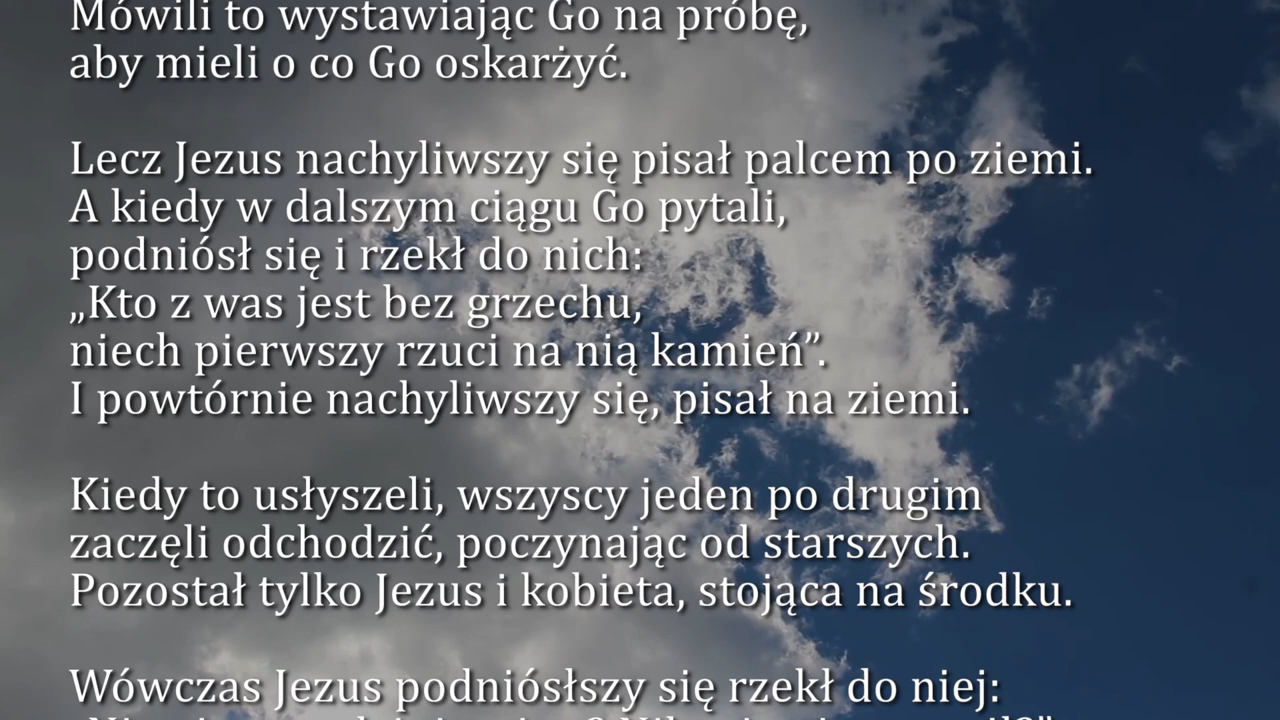 Mówili to wystawiając Go na próbę,
aby mieli o co Go oskarżyć.
Lecz Jezus nachyliwszy się pisał palcem po ziemi.
A kiedy w dalszym ciągu Go pytali,
podniósł się i rzekł do nich:
„Kto z was jest bez grzechu,
niech pierwszy rzuci na nią kamień”.
I powtórnie nachyliwszy się, pisał na ziemi.
Kiedy to usłyszeli, wszyscy jeden po drugim
zaczęli odchodzić, poczynając od starszych.
Pozostał tylko Jezus i kobieta, stojąca na środku.
Wówczas Jezus podniósłszy się rzekł do niej: